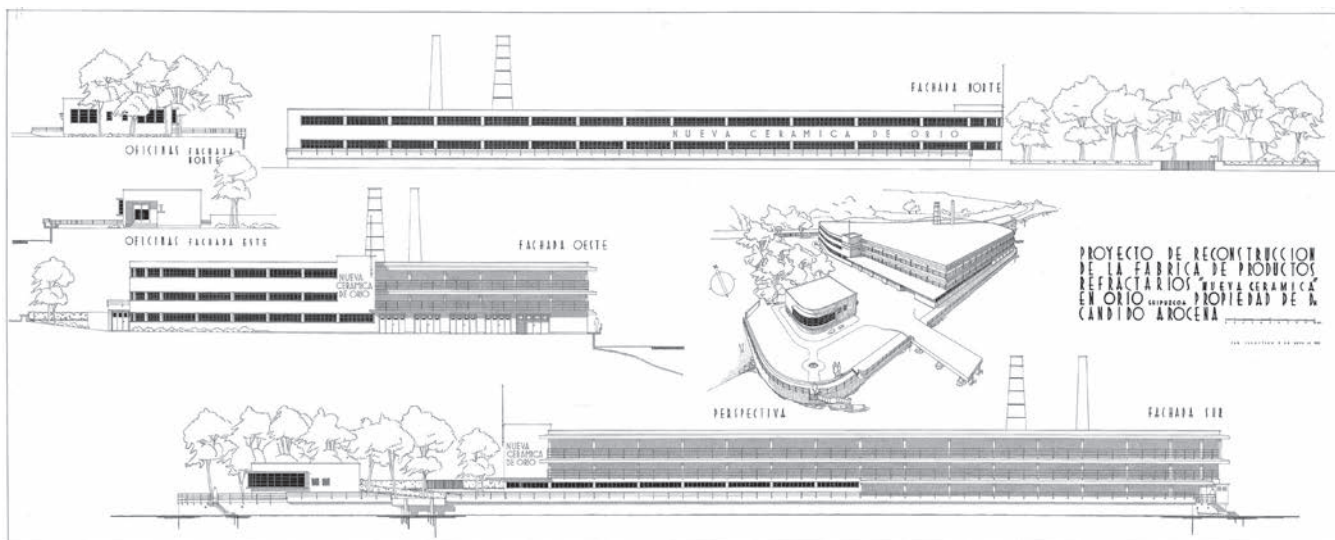 FACHADA NORTE
NUEVA CERAMICA DE ORIO
OFICINAS FACHADA
NORTE
OFICINAS FACHADA ESTE
FACHADA OESTE
NUEVA
CERAMICA
DE ORIO
PROYECTO DE RECONSTRUCCION
DE LA FABRICA DE PRODUCTOS
REFRACTARIOS "NUEVA CERAMICA"
EN ORIO GUIPUZCOA PROPIEDAD DE Dn
CANDIDO AROCENA
PERSPECTIVA
FACHADA SUR
NUEVA
CERAMICA
DE ORIO